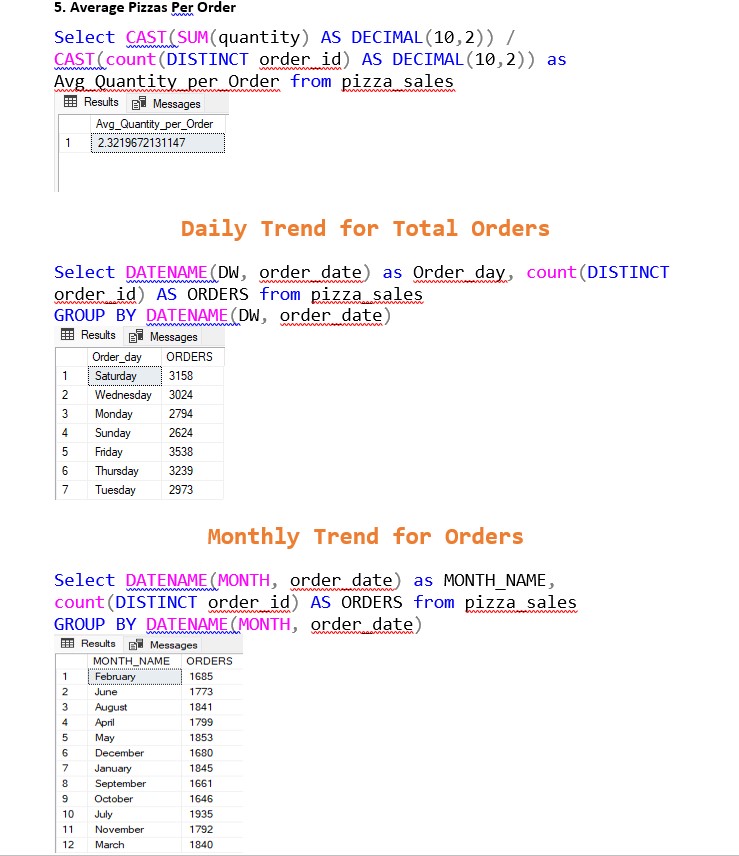 5. Average Pizzas Per Order
Select CAST(SUM(quantity) AS DECIMAL(10,2)) /
CAST(count(DISTINCT order_id) AS DECIMAL(10,2)) as
Avg_Quantity_per_Order from pizza_sales
Results Messages
Avg_Quantity_per_Order
1 2.3219672131147
Daily Trend for Total Orders
Select DATENAME(DW, order_date) as Order_day, count(DISTINCT
order_id) AS ORDERS from pizza_sales
GROUP BY DATENAME(DW, order_date)
Results Messages
Order_day ORDERS
1 Saturday 3158
2 Wednesday 3024
3 Monday 2794
4 Sunday 2624
5 Friday 3538
6 Thursday 3239
7 Tuesday 2973
Monthly Trend for Orders
Select DATENAME(MONTH, order_date) as MONTH_NAME,
count(DISTINCT order_id) AS ORDERS from pizza_sales
GROUP BY DATENAME(MONTH, order_date)
Results Messages
MONTH_NAME ORDERS
1 February 1685
2 June 1773
3 August 1841
4 April 1799
5 May 1853
6 December 1680
7 January 1845
8 September 1661
9 October 1646
10 July 1935
11 November 1792
12 March 1840